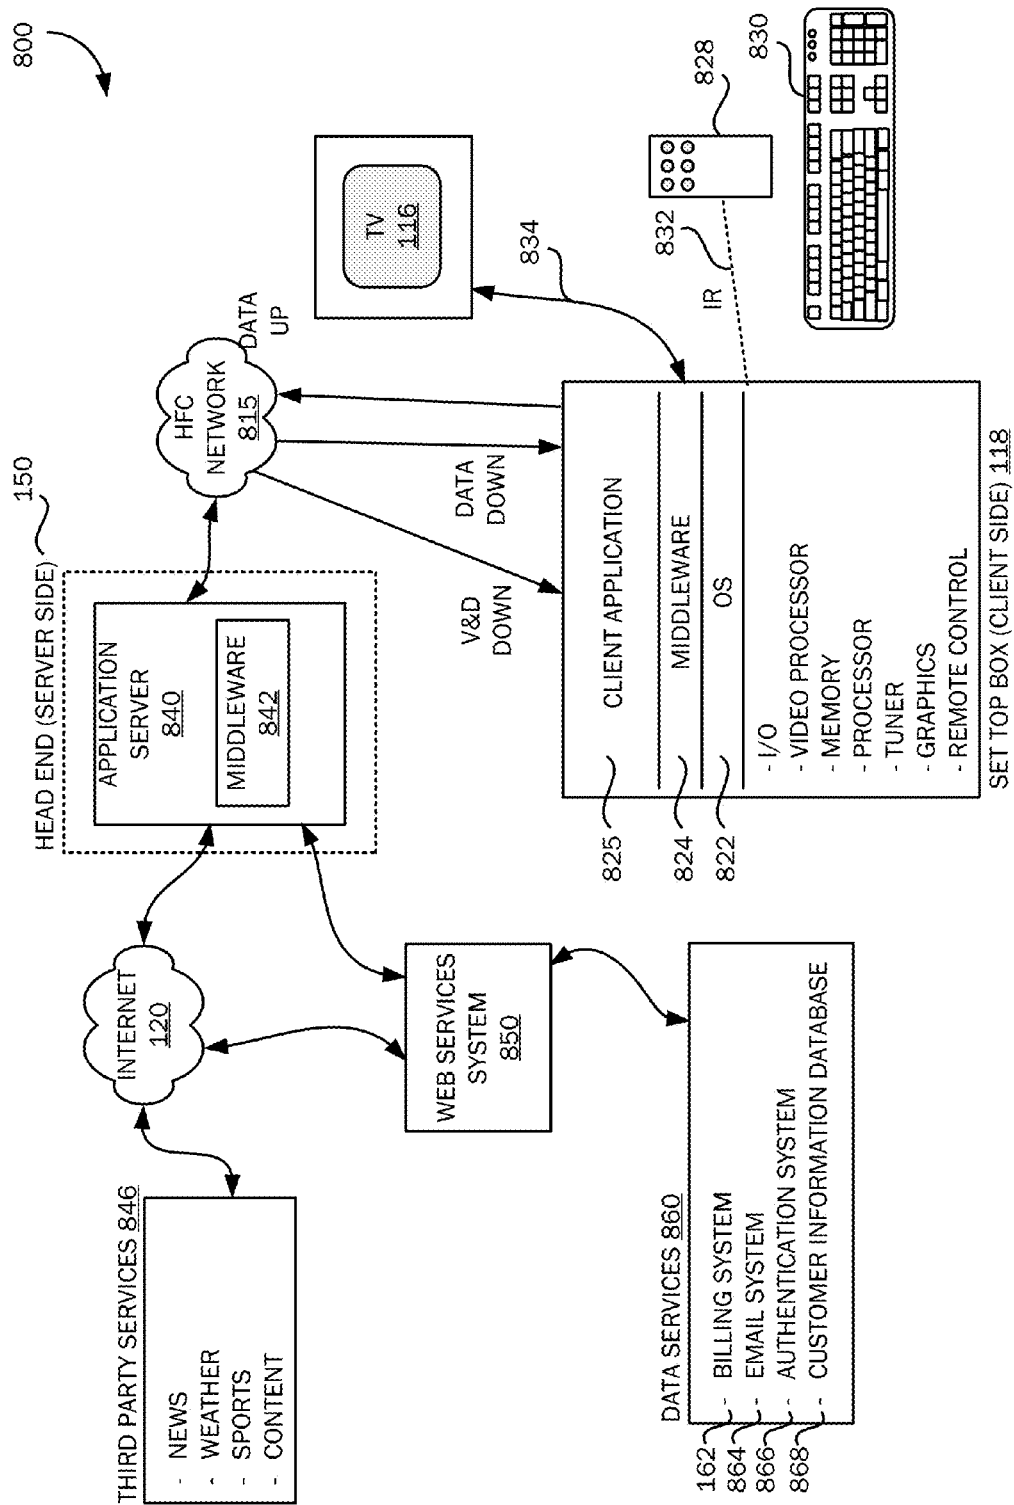 800
THIRD PARTY SERVICES 846
- NEWS
- WEATHER
- SPORTS
- CONTENT
INTERNET
120
HEAD END (SERVER SIDE)
150
APPLICATION
SERVER
840
MIDDLEWARE
842
HFC
NETWORK
815
DATA
UP
TV
116
834
WEB SERVICES
SYSTEM
850
V&D
DOWN
DATA
DOWN
825
CLIENT APPLICATION
824
MIDDLEWARE
822
OS
- I/O
- VIDEO PROCESSOR
- MEMORY
- PROCESSOR
- TUNER
- GRAPHICS
- REMOTE CONTROL
SET TOP BOX (CLIENT SIDE) 118
832
IR
828
830
DATA SERVICES 860
162 - BILLING SYSTEM
864 - EMAIL SYSTEM
866 - AUTHENTICATION SYSTEM
868 - CUSTOMER INFORMATION DATABASE